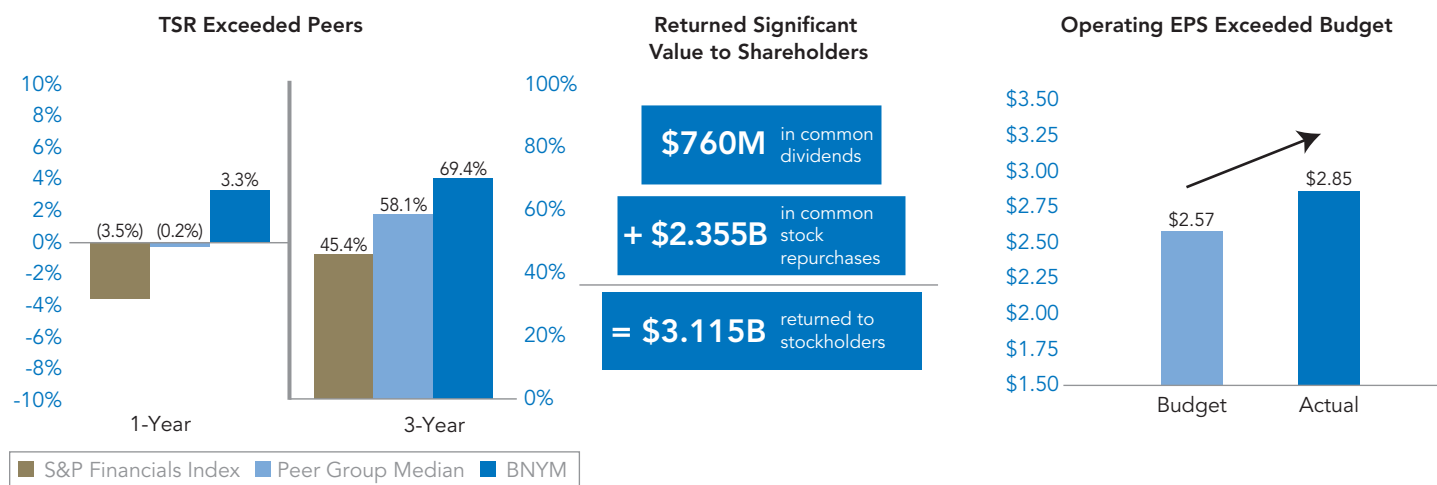 TSR Exceeded Peers
10%
8%
6%
4%
2%
0%
-2%
-4%
-6%
-8%
-10%
(3.5%)
(0.2%)
3.3%
1-Year
45.4%
58.1%
69.4%
3-Year
100%
80%
60%
40%
20%
0%
S&P Financials Index
Peer Group Median
BNYM
Returned Significant
Value to Shareholders
$760M
in common
dividends
+ $2.355B
in common
stock
repurchases
= $3.115B
returned to
stockholders
Operating EPS Exceeded Budget
$3.50
$3.25
$3.00
$2.75
$2.50
$2.25
$2.00
$1.75
$1.50
$2.57
$2.85
Budget
Actual